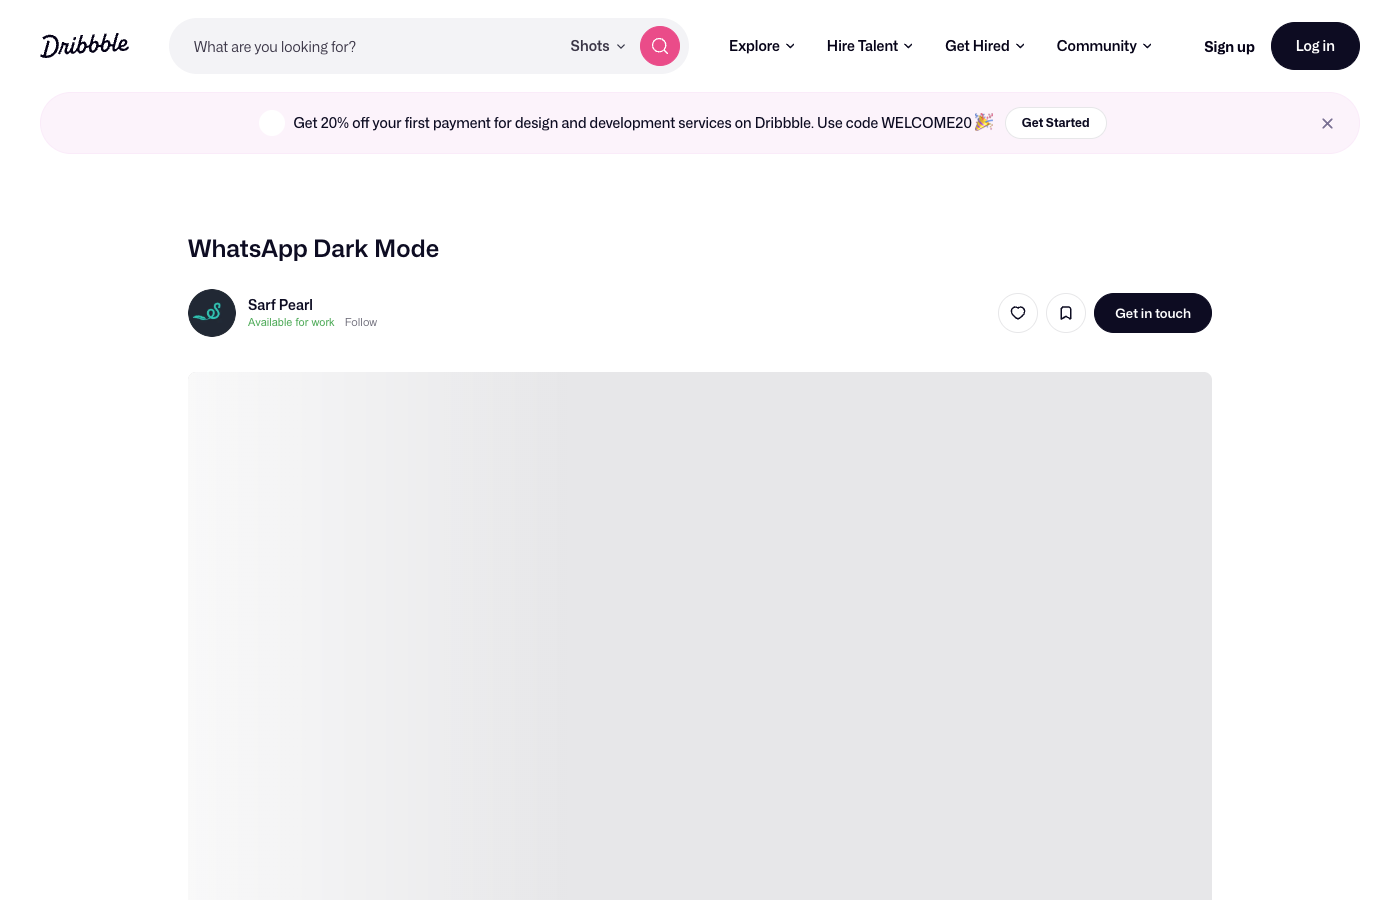 Dribbble
What are you looking for?
Shots
Explore
Hire Talent
Get Hired
Community
Sign up
Log in
Get 20% off your first payment for design and development services on Dribbble. Use code WELCOME20 🎉
Get Started
WhatsApp Dark Mode
Sarf Pearl
Available for work
Follow
Get in touch